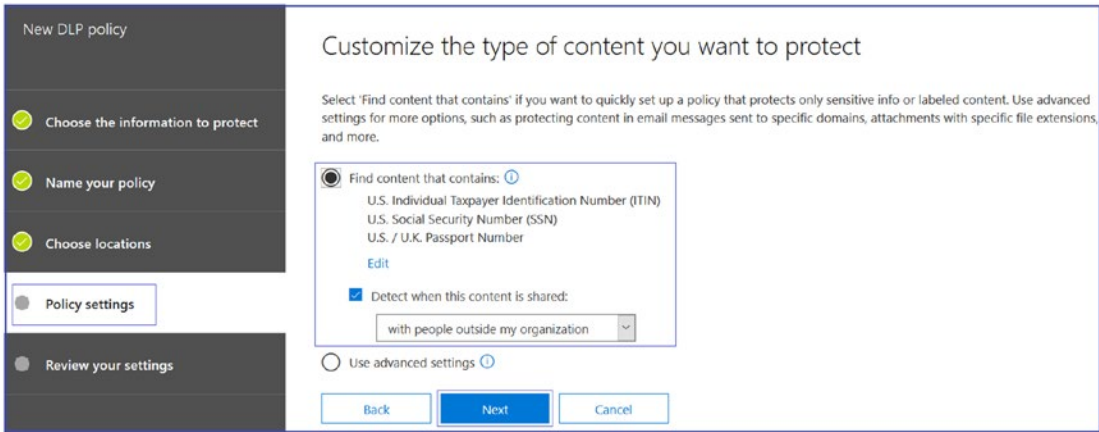 New DLP policy
Choose the information to protect
Name your policy
Choose locations
Policy settings
Review your settings
Customize the type of content you want to protect
Select 'Find content that contains' if you want to quickly set up a policy that protects only sensitive info or labeled content. Use advanced
settings for more options, such as protecting content in email messages sent to specific domains, attachments with specific file extensions,
and more.
Find content that contains:
U.S. Individual Taxpayer Identification Number (ITIN)
U.S. Social Security Number (SSN)
U.S. / U.K. Passport Number
Edit
Detect when this content is shared:
with people outside my organization
Use advanced settings
Back Next Cancel